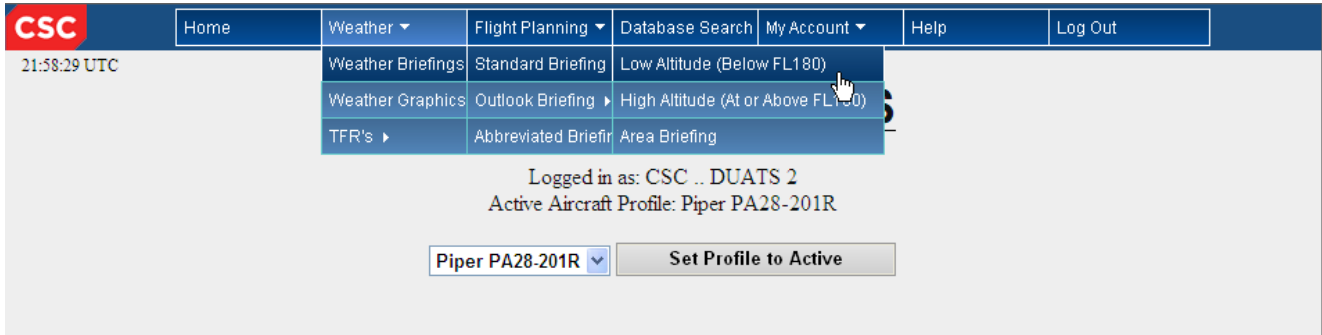 CSC Home Weather Flight Planning Database Search My Account Help Log Out
21:58:29 UTC Weather Briefings Standard Briefing Low Altitude (Below FL180)
Weather Graphics Outlook Briefing High Altitude (At or Above FL180)
TFR's Abbreviated Briefin Area Briefing
Logged in as: CSC .. DUATS 2
Active Aircraft Profile: Piper PA28-201R
Piper PA28-201R Set Profile to Active